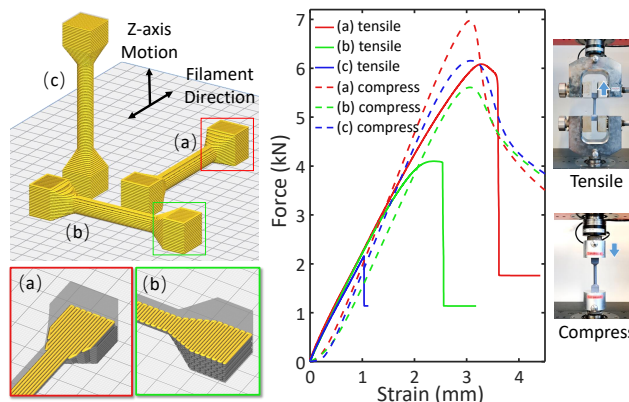 Z-axis
Motion
Filament
Direction
(c)
(a)
(b)
(a)
(b)
(a) tensile
(b) tensile
(c) tensile
(a) compress
(b) compress
(c) compress
Force (kN)
7
6
5
4
3
2
1
0
0
1
2
3
4
Strain (mm)
Tensile
Compress